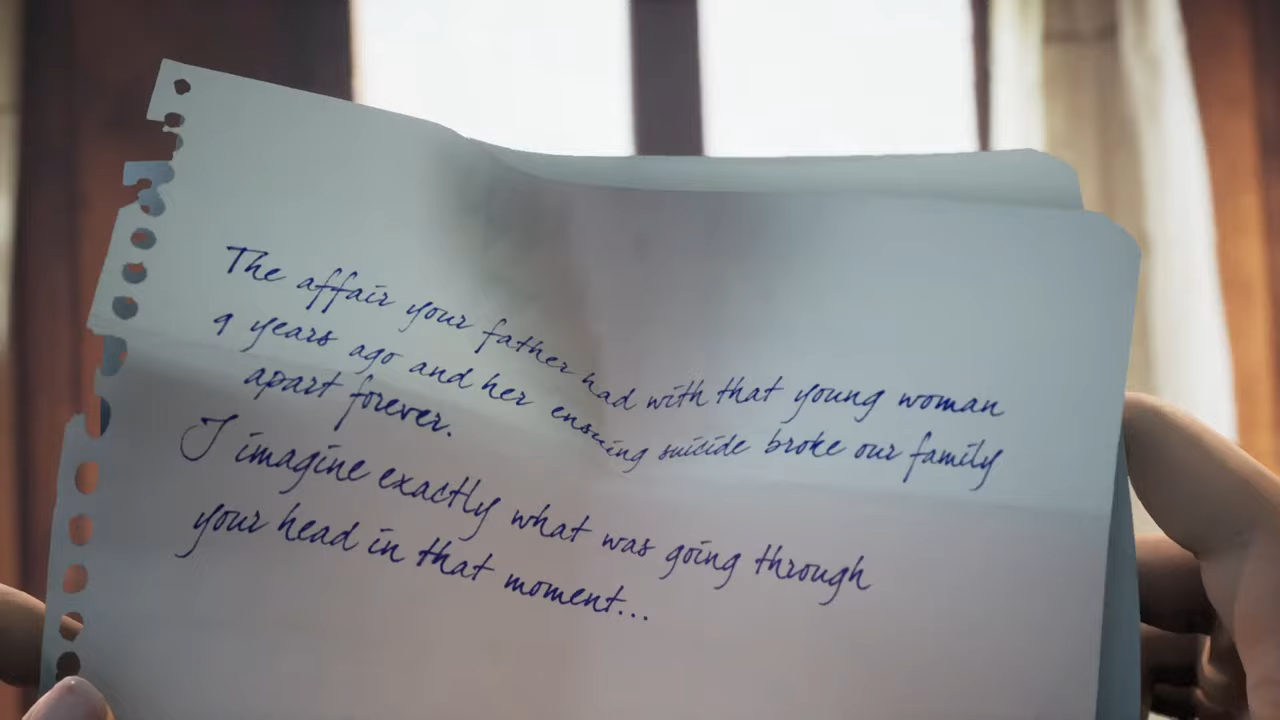 The affair your father had with that young woman
9 years ago and her ensuing suicide broke our family
apart forever.
I imagine exactly what was going through
your head in that moment...